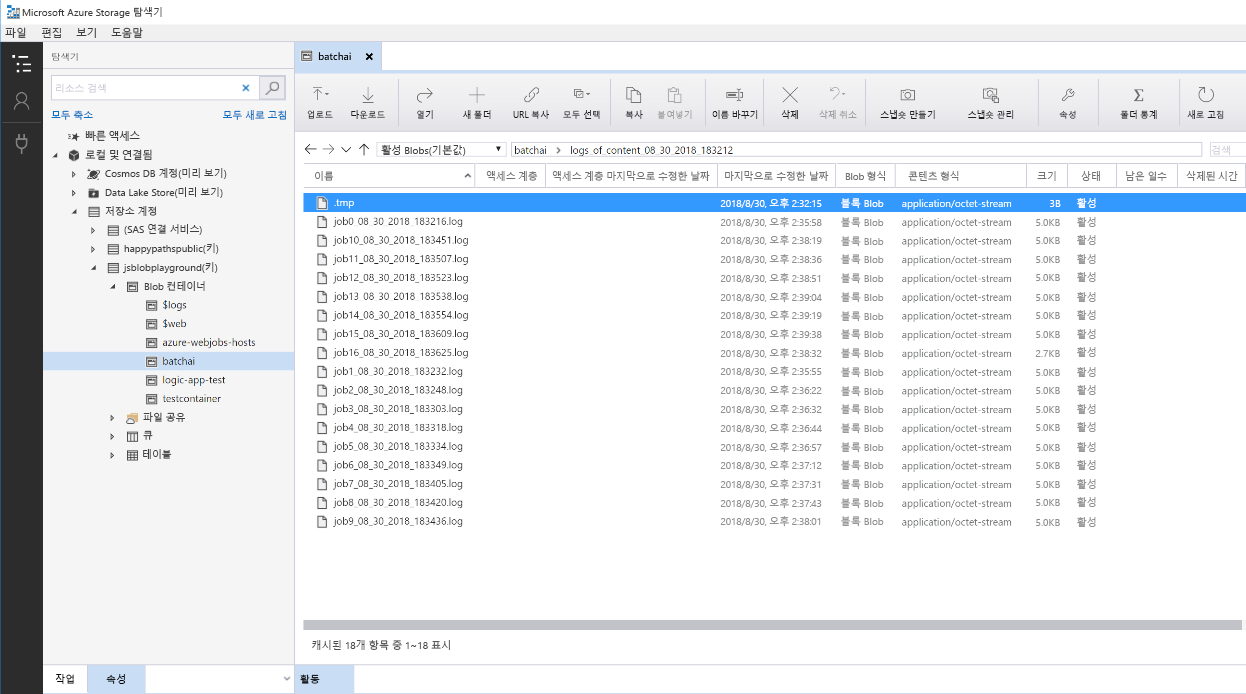 Microsoft Azure Storage 탐색기
파일 편집 보기 도움말
탐색기
리소스 검색
모두 축소 모두 새로 고침
빠른 액세스
로컬 및 연결됨
Cosmos DB 계정(미리 보기)
Data Lake Store(미리 보기)
저장소 계정
(SAS 연결 서비스)
happypathspublic(키)
jsblobplayground(키)
Blob 컨테이너
$logs
$web
azure-webjobs-hosts
batchai
logic-app-test
testcontainer
파일 공유
큐
테이블
작업 속성
batchai
업로드 다운로드 열기 새 폴더 URL 복사 모두 선택 복사 붙여넣기 이름 바꾸기 삭제 삭제 취소 스냅숏 만들기 스냅숏 관리 속성 폴더 통계 새로 고침
활성 Blobs(기본값) batchai logs_of_content_08_30_2018_183212 검색
이름 액세스 계층 액세스 계층 마지막으로 수정한 날짜 마지막으로 수정한 날짜 Blob 형식 콘텐츠 형식 크기 상태 남은 일수 삭제된 시간
.tmp 2018/8/30, 오후 2:32:15 블록 Blob application/octet-stream 3B 활성
job0_08_30_2018_183216.log 2018/8/30, 오후 2:35:58 블록 Blob application/octet-stream 5.0KB 활성
job10_08_30_2018_183451.log 2018/8/30, 오후 2:38:19 블록 Blob application/octet-stream 5.0KB 활성
job11_08_30_2018_183507.log 2018/8/30, 오후 2:38:36 블록 Blob application/octet-stream 5.0KB 활성
job12_08_30_2018_183523.log 2018/8/30, 오후 2:38:51 블록 Blob application/octet-stream 5.0KB 활성
job13_08_30_2018_183538.log 2018/8/30, 오후 2:39:04 블록 Blob application/octet-stream 5.0KB 활성
job14_08_30_2018_183554.log 2018/8/30, 오후 2:39:19 블록 Blob application/octet-stream 5.0KB 활성
job15_08_30_2018_183609.log 2018/8/30, 오후 2:39:38 블록 Blob application/octet-stream 5.0KB 활성
job16_08_30_2018_183625.log 2018/8/30, 오후 2:38:32 블록 Blob application/octet-stream 2.7KB 활성
job1_08_30_2018_183232.log 2018/8/30, 오후 2:35:55 블록 Blob application/octet-stream 5.0KB 활성
job2_08_30_2018_183248.log 2018/8/30, 오후 2:36:22 블록 Blob application/octet-stream 5.0KB 활성
job3_08_30_2018_183303.log 2018/8/30, 오후 2:36:32 블록 Blob application/octet-stream 5.0KB 활성
job4_08_30_2018_183318.log 2018/8/30, 오후 2:36:44 블록 Blob application/octet-stream 5.0KB 활성
job5_08_30_2018_183334.log 2018/8/30, 오후 2:36:57 블록 Blob application/octet-stream 5.0KB 활성
job6_08_30_2018_183349.log 2018/8/30, 오후 2:37:12 블록 Blob application/octet-stream 5.0KB 활성
job7_08_30_2018_183405.log 2018/8/30, 오후 2:37:31 블록 Blob application/octet-stream 5.0KB 활성
job8_08_30_2018_183420.log 2018/8/30, 오후 2:37:43 블록 Blob application/octet-stream 5.0KB 활성
job9_08_30_2018_183436.log 2018/8/30, 오후 2:38:01 블록 Blob application/octet-stream 5.0KB 활성
캐시된 18개 항목 중 1~18 표시
활동